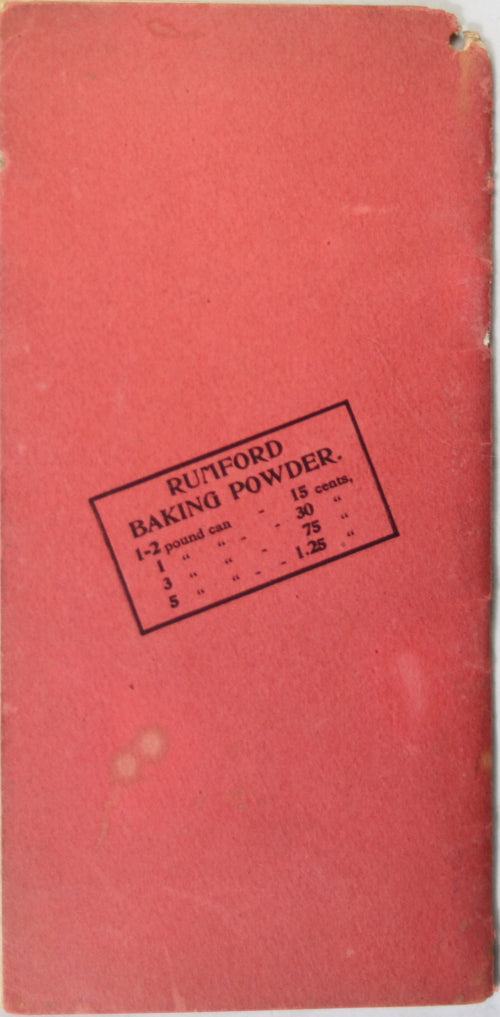 RUMFORD
BAKING POWDER.
1-2 pound can - 15 cents,
1 " " - - 30 "
3 " " - 75 "
5 " " - - 1.25 "